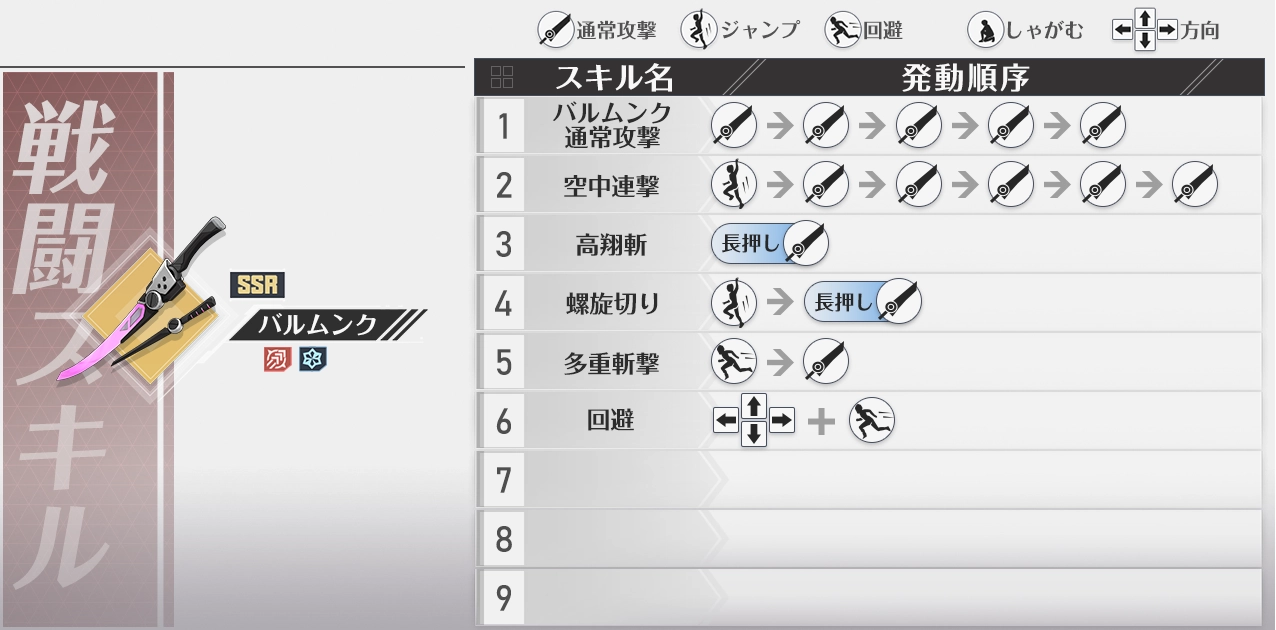 通常攻撃 ジャンプ 回避 しゃがむ 方向
戦闘スキル
SSR
バルムンク
スキル名 発動順序
1 バルムンク
通常攻撃
2 空中連撃
3 高翔斬 長押し
4 螺旋切り 長押し
5 多重斬撃
6 回避
7
8
9